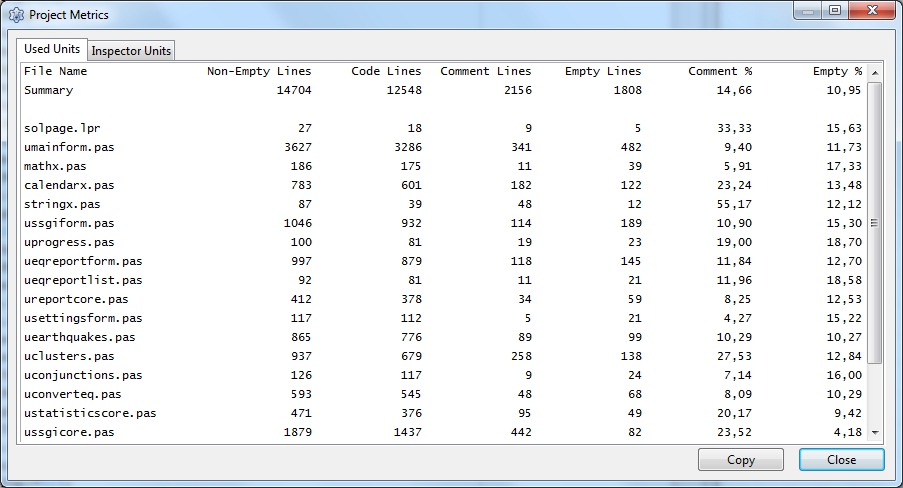 Project Metrics
Used Units Inspector Units
File Name Non-Empty Lines Code Lines Comment Lines Empty Lines Comment % Empty %
Summary 14704 12548 2156 1808 14,66 10,95
solpage.lpr 27 18 9 5 33,33 15,63
umainform.pas 3627 3286 341 482 9,40 11,73
mathx.pas 186 175 11 39 5,91 17,33
calendarx.pas 783 601 182 122 23,24 13,48
stringx.pas 87 39 48 12 55,17 12,12
ussgiform.pas 1046 932 114 189 10,90 15,30
uprogress.pas 100 81 19 23 19,00 18,70
ueqreportform.pas 997 879 118 145 11,84 12,70
ueqreportlist.pas 92 81 11 21 11,96 18,58
ureportcore.pas 412 378 34 59 8,25 12,53
usettingsform.pas 117 112 5 21 4,27 15,22
uearthquakes.pas 865 776 89 99 10,29 10,27
uclusters.pas 937 679 258 138 27,53 12,84
uconjunctions.pas 126 117 9 24 7,14 16,00
uconverteq.pas 593 545 48 68 8,09 10,29
ustatisticscore.pas 471 376 95 49 20,17 9,42
ussgicore.pas 1879 1437 442 82 23,52 4,18
Copy Close